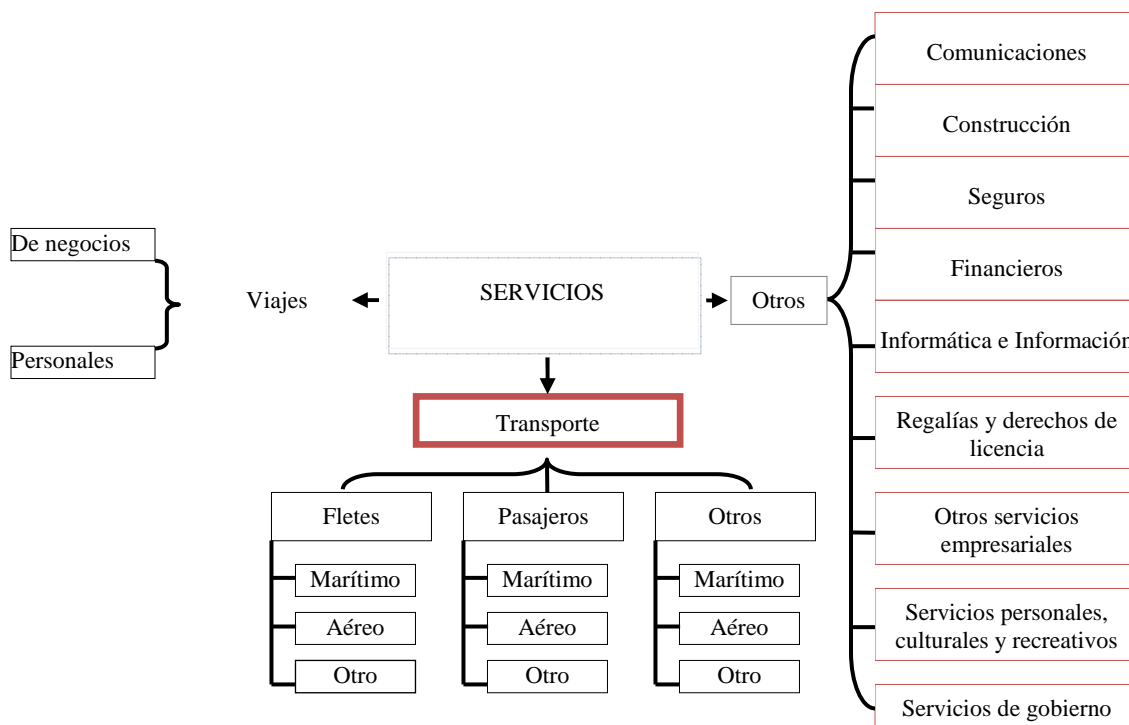 Comunicaciones
Construcción
Seguros
De negocios
Financieros
SERVICIOS
Viajes
Otros
Informática e Información
Personales
Transporte
Regalías y derechos de
licencia
Fletes
Pasajeros
Otros
Otros servicios
empresariales
Marítimo
Marítimo
Marítimo
Aéreo
Aéreo
Aéreo
Servicios personales,
culturales y recreativos
Otro
Otro
Otro
Servicios de gobierno